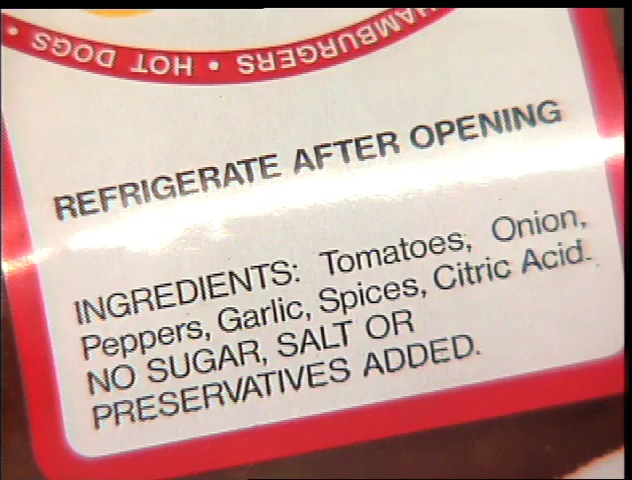 • HAMBURGERS • HOT DOGS •
REFRIGERATE AFTER OPENING
INGREDIENTS: Tomatoes, Onion,
Peppers, Garlic, Spices, Citric Acid.
NO SUGAR, SALT OR
PRESERVATIVES ADDED.